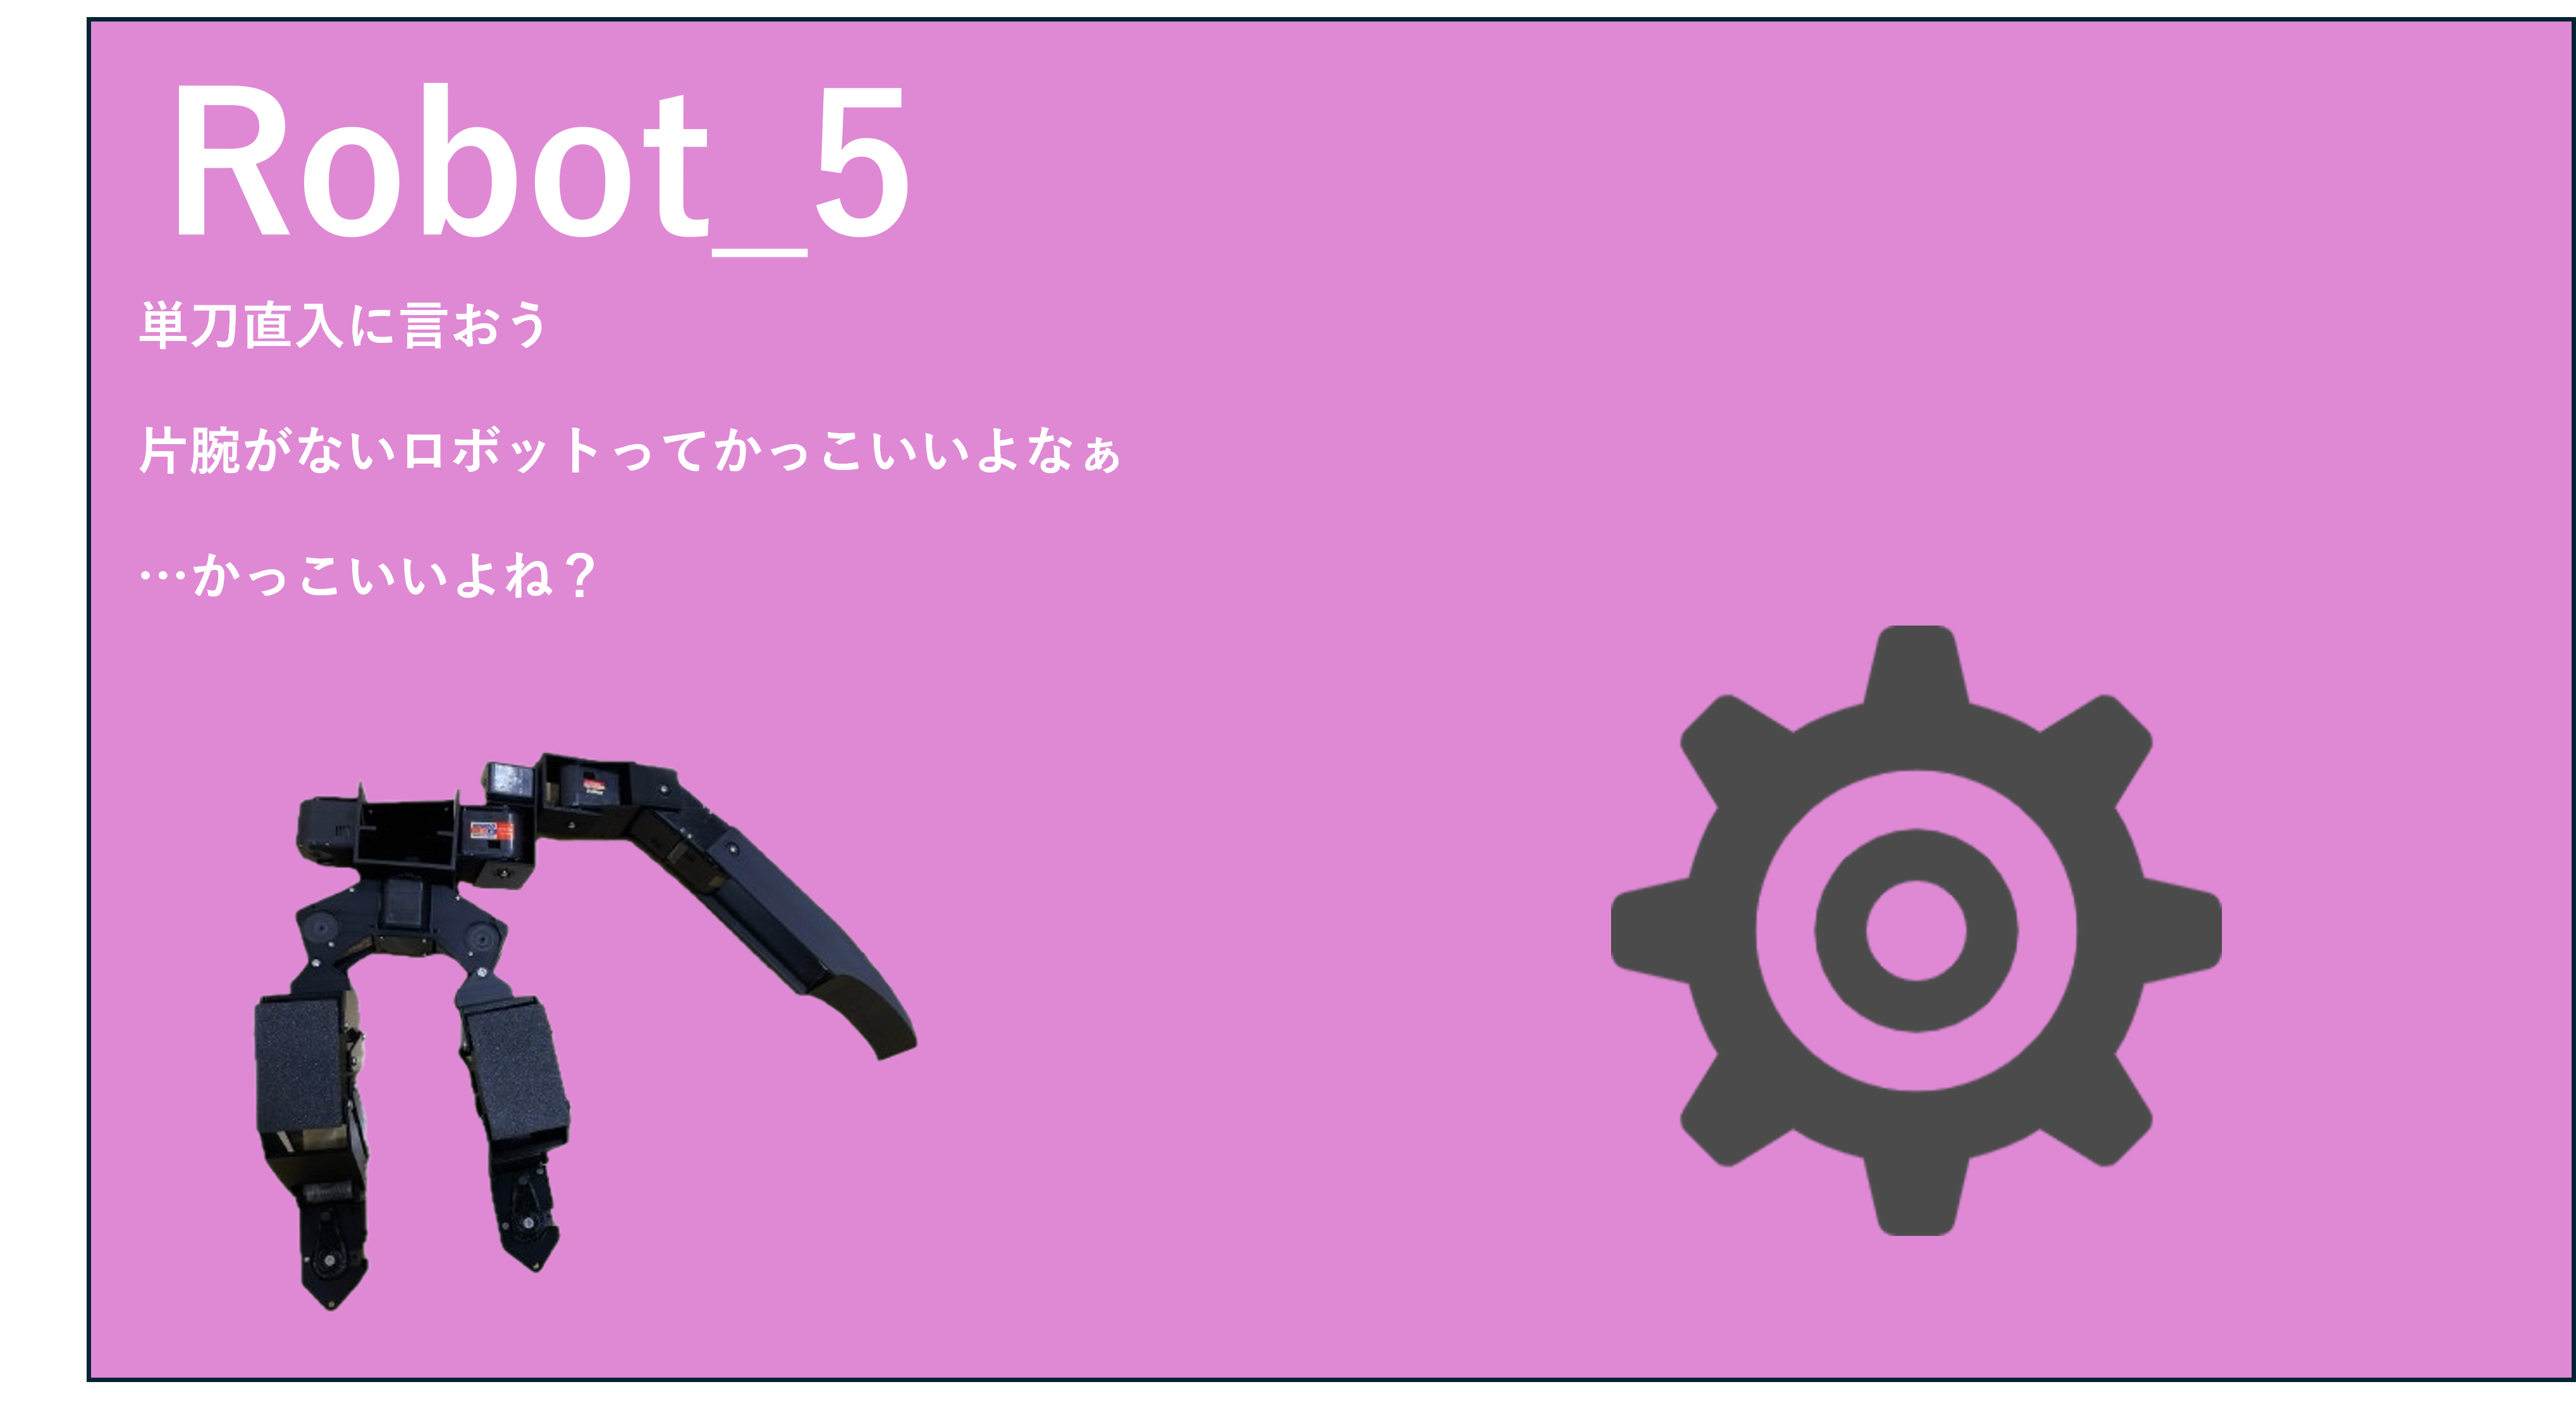 Robot_5
単刀直入に言おう
片腕がないロボットってかっこいいよなぁ
…かっこいいよね？